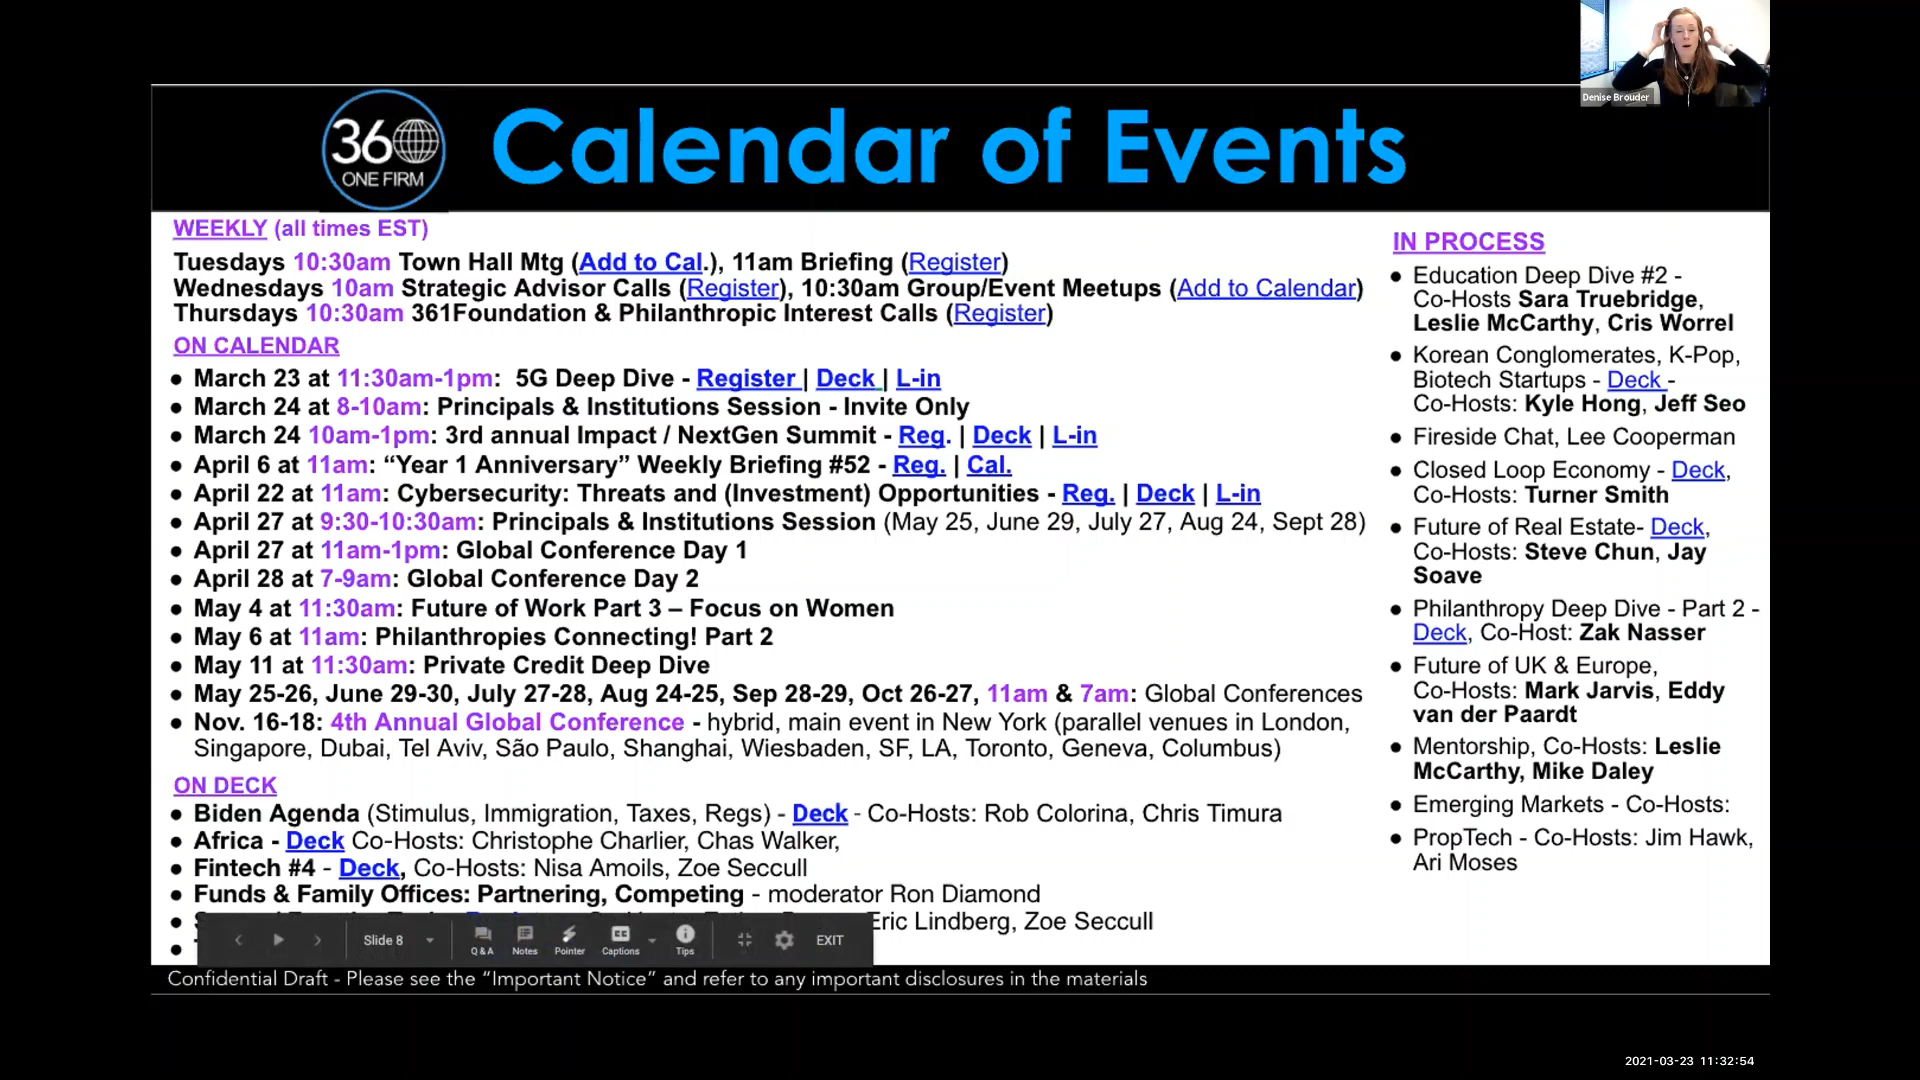 Denise Brouder
360
ONE FIRM
Calendar of Events
WEEKLY (all times EST)
Tuesdays 10:30am Town Hall Mtg (Add to Cal.), 11am Briefing (Register)
Wednesdays 10am Strategic Advisor Calls (Register), 10:30am Group/Event Meetups (Add to Calendar)
Thursdays 10:30am 361Foundation & Philanthropic Interest Calls (Register)
ON CALENDAR
● March 23 at 11:30am-1pm: 5G Deep Dive - Register | Deck | L-in
● March 24 at 8-10am: Principals & Institutions Session - Invite Only
● March 24 10am-1pm: 3rd annual Impact / NextGen Summit - Reg. | Deck | L-in
● April 6 at 11am: “Year 1 Anniversary” Weekly Briefing #52 - Reg. | Cal.
● April 22 at 11am: Cybersecurity: Threats and (Investment) Opportunities - Reg. | Deck | L-in
● April 27 at 9:30-10:30am: Principals & Institutions Session (May 25, June 29, July 27, Aug 24, Sept 28)
● April 27 at 11am-1pm: Global Conference Day 1
● April 28 at 7-9am: Global Conference Day 2
● May 4 at 11:30am: Future of Work Part 3 – Focus on Women
● May 6 at 11am: Philanthropies Connecting! Part 2
● May 11 at 11:30am: Private Credit Deep Dive
● May 25-26, June 29-30, July 27-28, Aug 24-25, Sep 28-29, Oct 26-27, 11am & 7am: Global Conferences
● Nov. 16-18: 4th Annual Global Conference - hybrid, main event in New York (parallel venues in London,
Singapore, Dubai, Tel Aviv, São Paulo, Shanghai, Wiesbaden, SF, LA, Toronto, Geneva, Columbus)
ON DECK
● Biden Agenda (Stimulus, Immigration, Taxes, Regs) - Deck - Co-Hosts: Rob Colorina, Chris Timura
● Africa - Deck Co-Hosts: Christophe Charlier, Chas Walker,
● Fintech #4 - Deck, Co-Hosts: Nisa Amoils, Zoe Seccull
● Funds & Family Offices: Partnering, Competing - moderator Ron Diamond
● Eric Lindberg, Zoe Seccull
IN PROCESS
● Education Deep Dive #2 -
Co-Hosts Sara Truebridge,
Leslie McCarthy, Cris Worrel
● Korean Conglomerates, K-Pop,
Biotech Startups - Deck -
Co-Hosts: Kyle Hong, Jeff Seo
● Fireside Chat, Lee Cooperman
● Closed Loop Economy - Deck,
Co-Hosts: Turner Smith
● Future of Real Estate- Deck,
Co-Hosts: Steve Chun, Jay
Soave
● Philanthropy Deep Dive - Part 2 -
Deck, Co-Host: Zak Nasser
● Future of UK & Europe,
Co-Hosts: Mark Jarvis, Eddy
van der Paardt
● Mentorship, Co-Hosts: Leslie
McCarthy, Mike Daley
● Emerging Markets - Co-Hosts:
● PropTech - Co-Hosts: Jim Hawk,
Ari Moses
Slide 8
Q & A
Notes
Pointer
CC
Captions
Tips
EXIT
Confidential Draft - Please see the “Important Notice” and refer to any important disclosures in the materials
2021-03-23 11:32:54